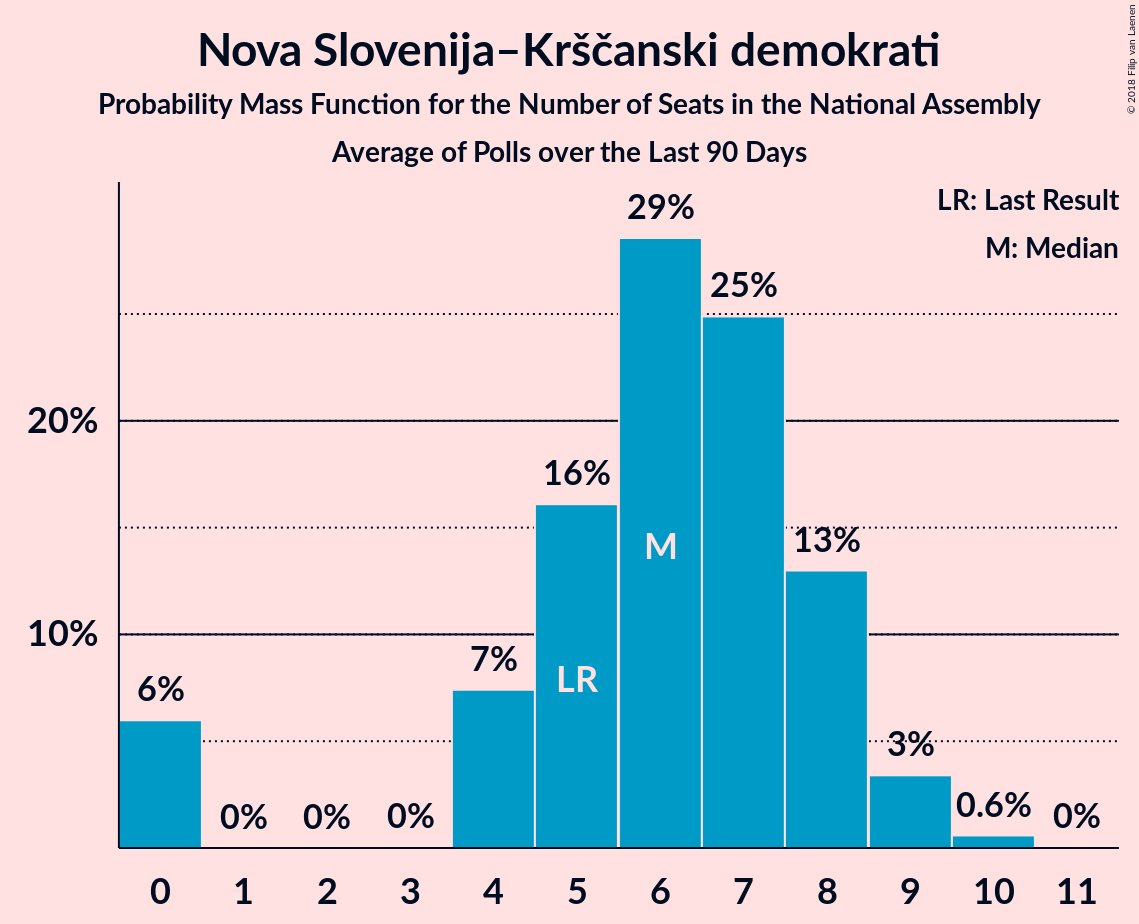 Nova Slovenija–Krščanski demokrati
Probability Mass Function for the Number of Seats in the National Assembly
Average of Polls over the Last 90 Days
© 2018 Filip van Laenen
LR: Last Result
M: Median
29%
25%
20%
16%
13%
10%
7%
6%
3%
0.6%
0%
0%
0%
0%
M
LR
0 1 2 3 4 5 6 7 8 9 10 11